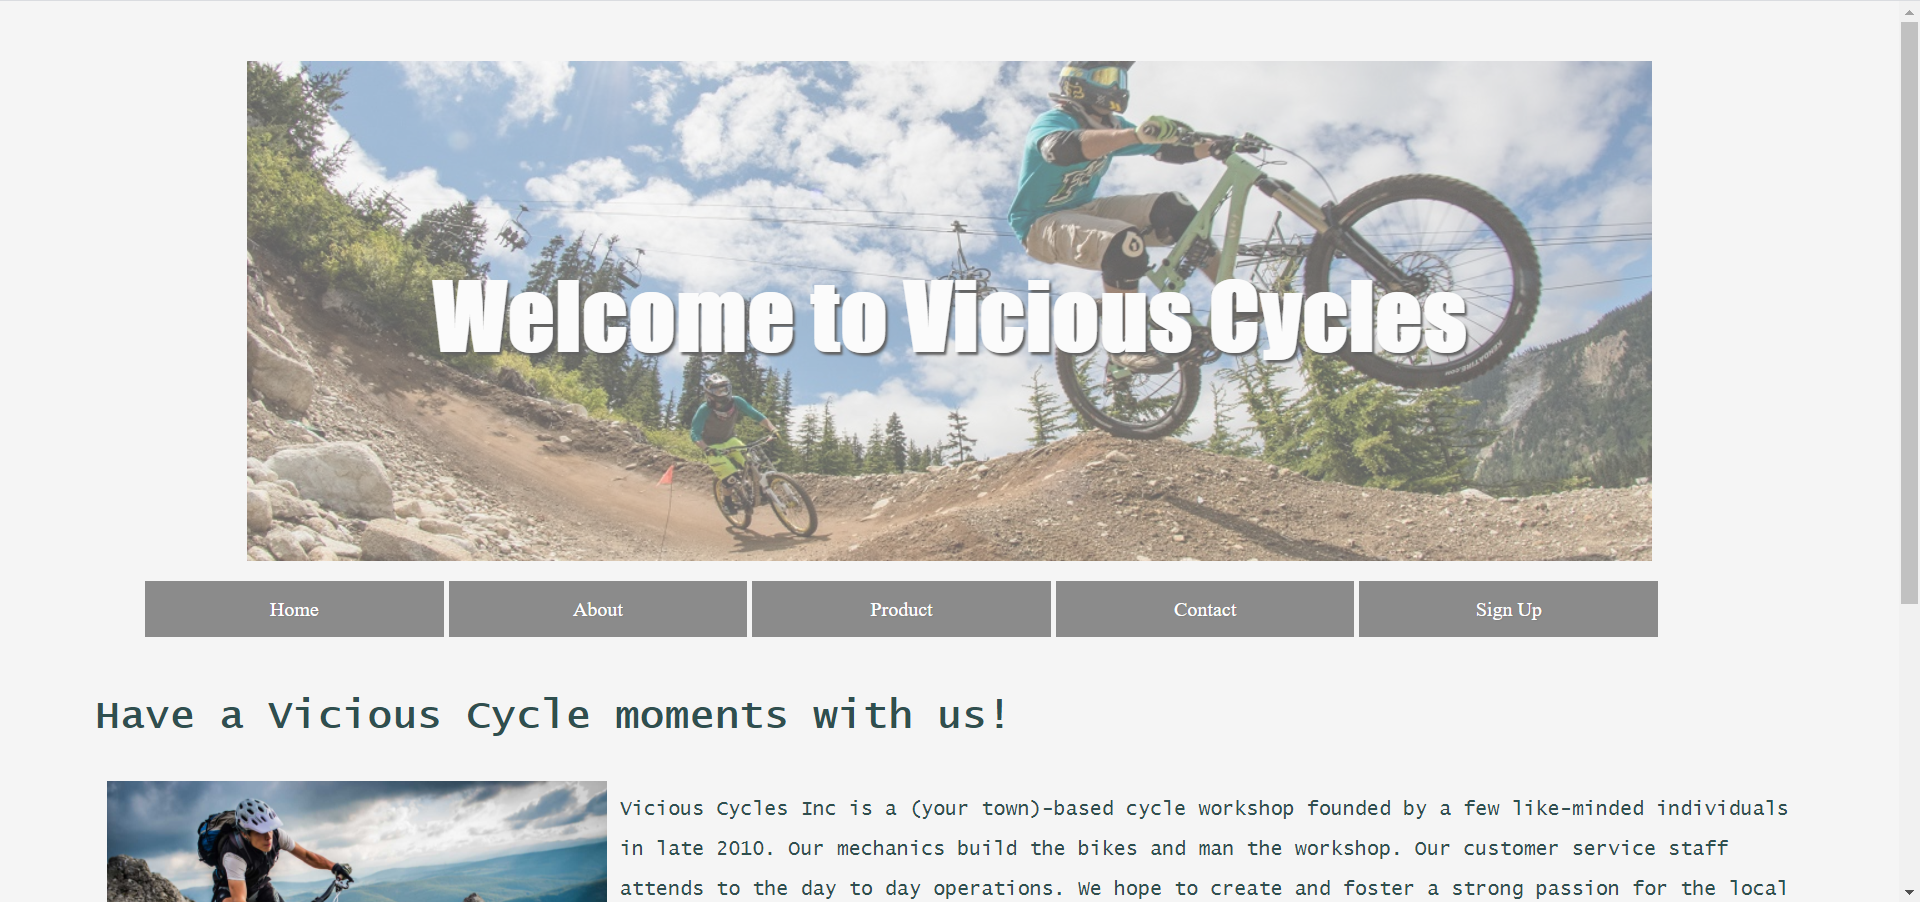 Welcome to Vicious Cycles
Home About Product Contact Sign Up
Have a Vicious Cycle moments with us!
Vicious Cycles Inc is a (your town)-based cycle workshop founded by a few like-minded individuals
in late 2010. Our mechanics build the bikes and man the workshop. Our customer service staff
attends to the day to day operations. We hope to create and foster a strong passion for the local